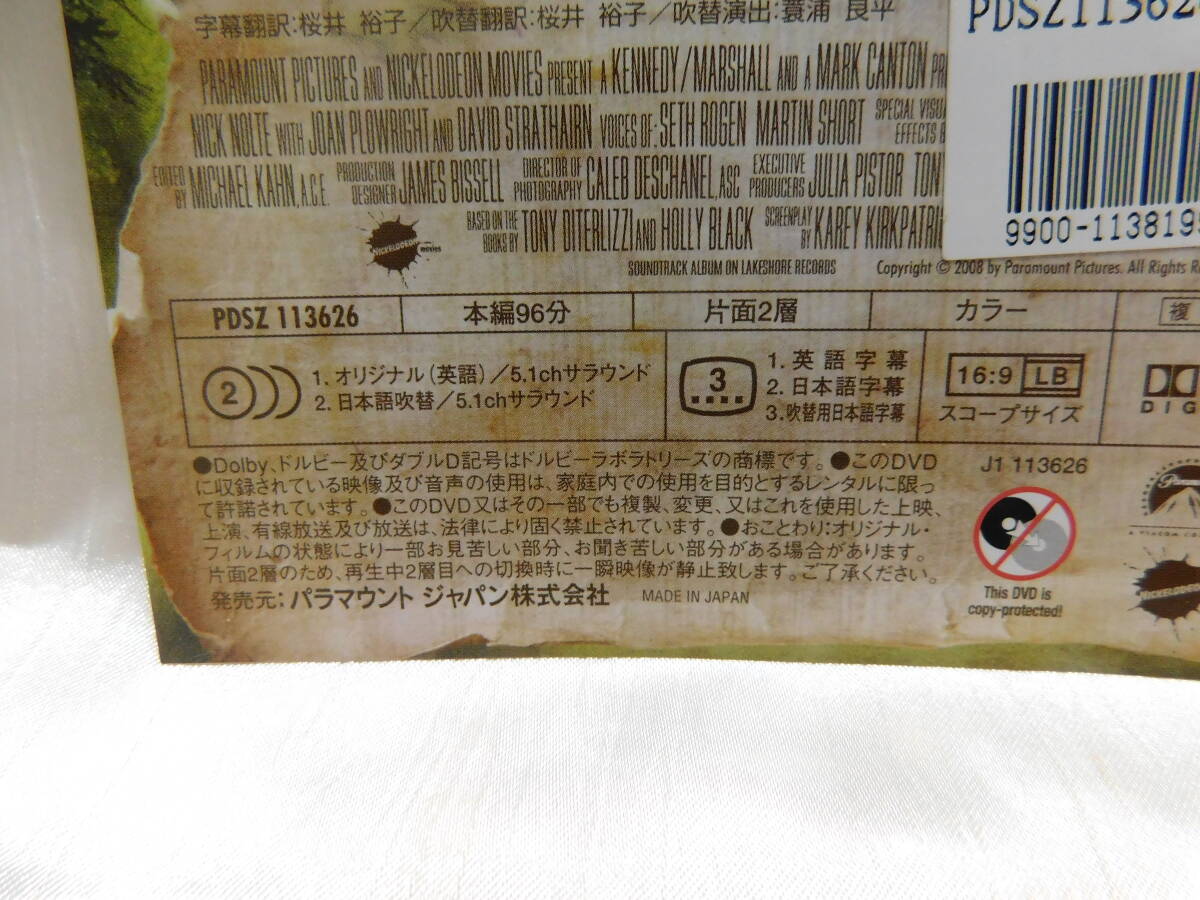 字幕翻訳:桜井 裕子/吹替翻訳:桜井 裕子/吹替演出:蓑浦 良平
PDSZ113626
PARAMOUNT PICTURES AND NICKELODEON MOVIES PRESENT A KENNEDY/MARSHALL AND A MARK CANTON
NICK NOLTE WITH JOAN PLOWRIGHT AND DAVID STRATHAIRN VOICES OF: SETH ROGEN MARTIN SHORT SPECIAL VISUAL EFFECTS
EDITED BY MICHAEL KAHN, A.C.E. PRODUCTION DESIGNER JAMES BISSELL DIRECTOR OF PHOTOGRAPHY CALEB DESCHANEL, ASC EXECUTIVE PRODUCERS JULIA PISTOR
BASED ON THE BOOKS BY TONY DITERLIZZI AND HOLLY BLACK SCREENPLAY BY KAREY KIRKPATRI
NICKELODEON movies
9900-1138195
SOUNDTRACK ALBUM ON LAKESHORE RECORDS Copyright © 2008 by Paramount Pictures. All Rights R
PDSZ 113626 本編96分 片面2層 カラー 複
2 1. オリジナル(英語)/5.1chサラウンド
2. 日本語吹替/5.1chサラウンド
3 1. 英語字幕
2. 日本語字幕
3. 吹替用日本語字幕
16:9 LB
スコープサイズ
DIG
●Dolby、ドルビー及びダブルD記号はドルビーラボラトリーズの商標です。●このDVD
に収録されている映像及び音声の使用は、家庭内での使用を目的とするレンタルに限っ
て許諾されています。●このDVD又はその一部でも複製、変更、又はこれを使用した上映、
上演、有線放送及び放送は、法律により固く禁止されています。●おことわり:オリジナル・
フィルムの状態により一部お見苦しい部分、お聞き苦しい部分がある場合があります。
片面2層のため、再生中2層目への切換時に一瞬映像が静止致します。ご了承ください。
発売元:パラマウント ジャパン株式会社 MADE IN JAPAN
J1 113626
This DVD is
copy-protected!
A VIACOM
NICKELODEON